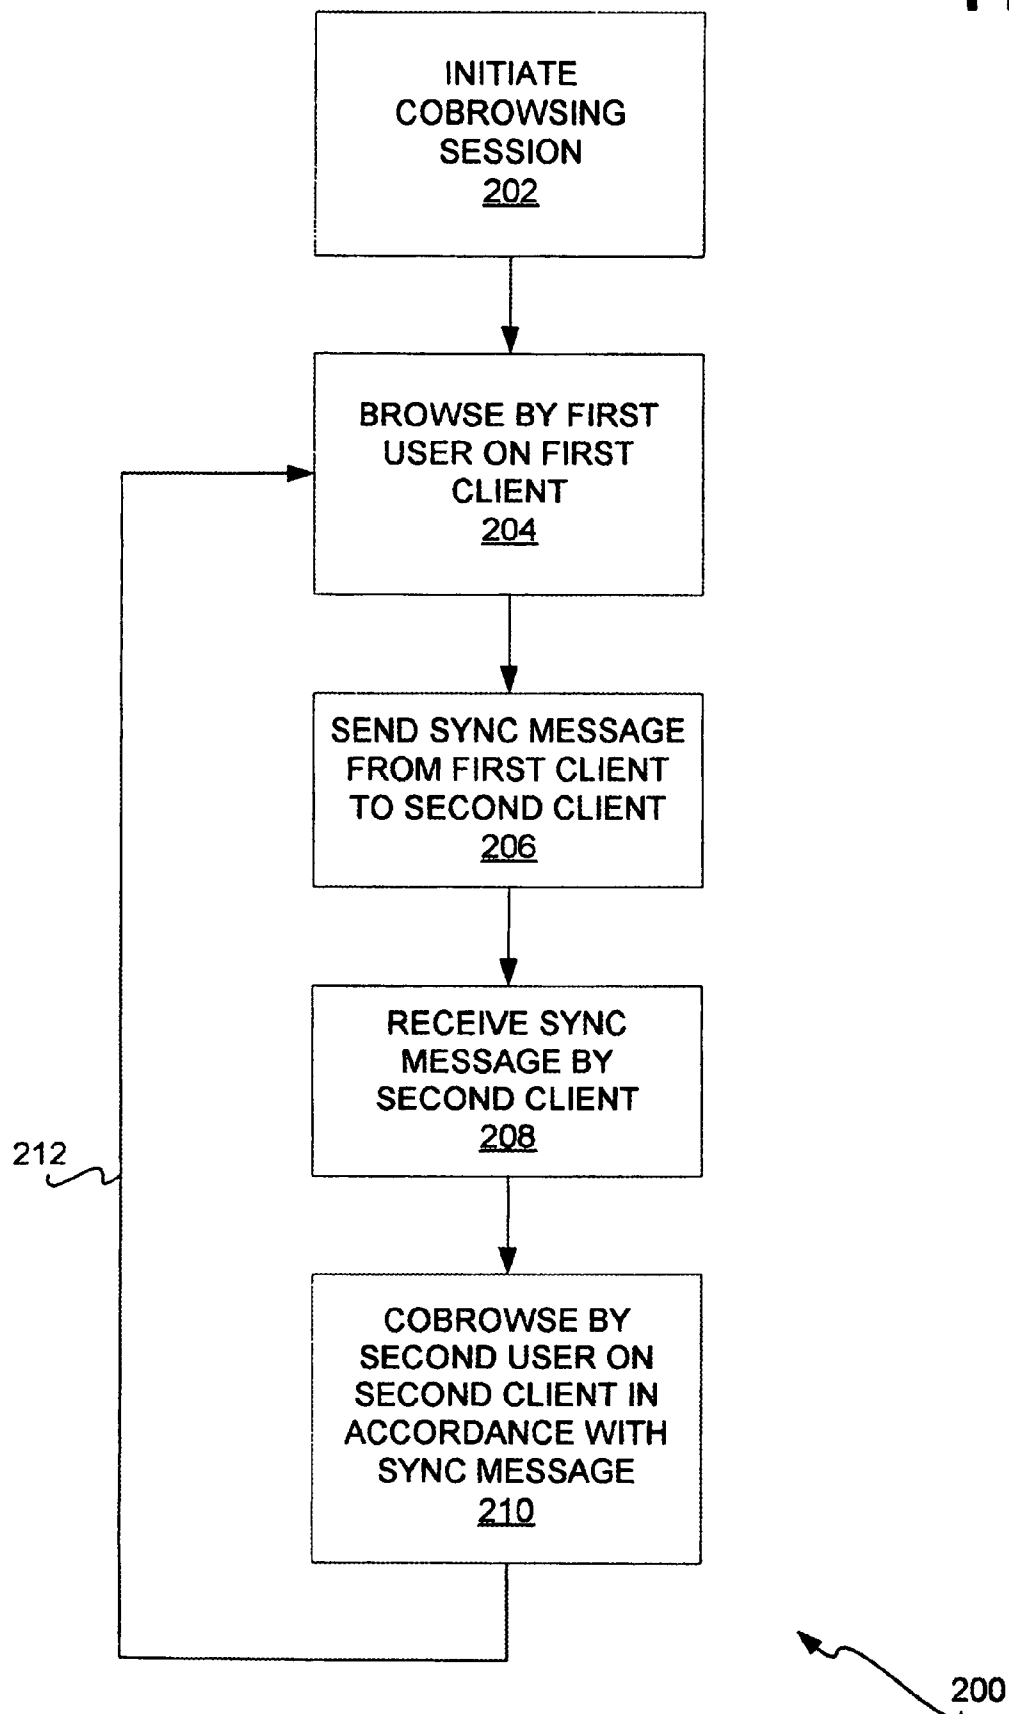 INITIATE
COBROWSING
SESSION
202
BROWSE BY FIRST
USER ON FIRST
CLIENT
204
SEND SYNC MESSAGE
FROM FIRST CLIENT
TO SECOND CLIENT
206
RECEIVE SYNC
MESSAGE BY
SECOND CLIENT
208
212
COBROWSE BY
SECOND USER ON
SECOND CLIENT IN
ACCORDANCE WITH
SYNC MESSAGE
210
200